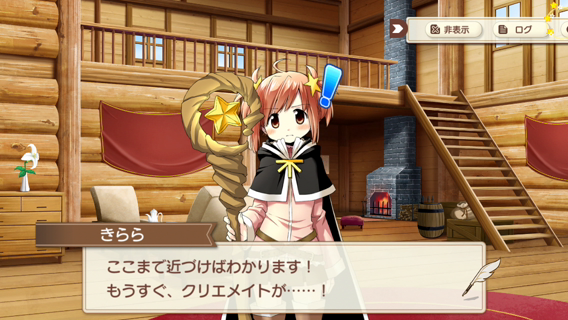 非表示
ログ
きらら
ここまで近づけばわかります！
もうすぐ、クリエメイトが……！